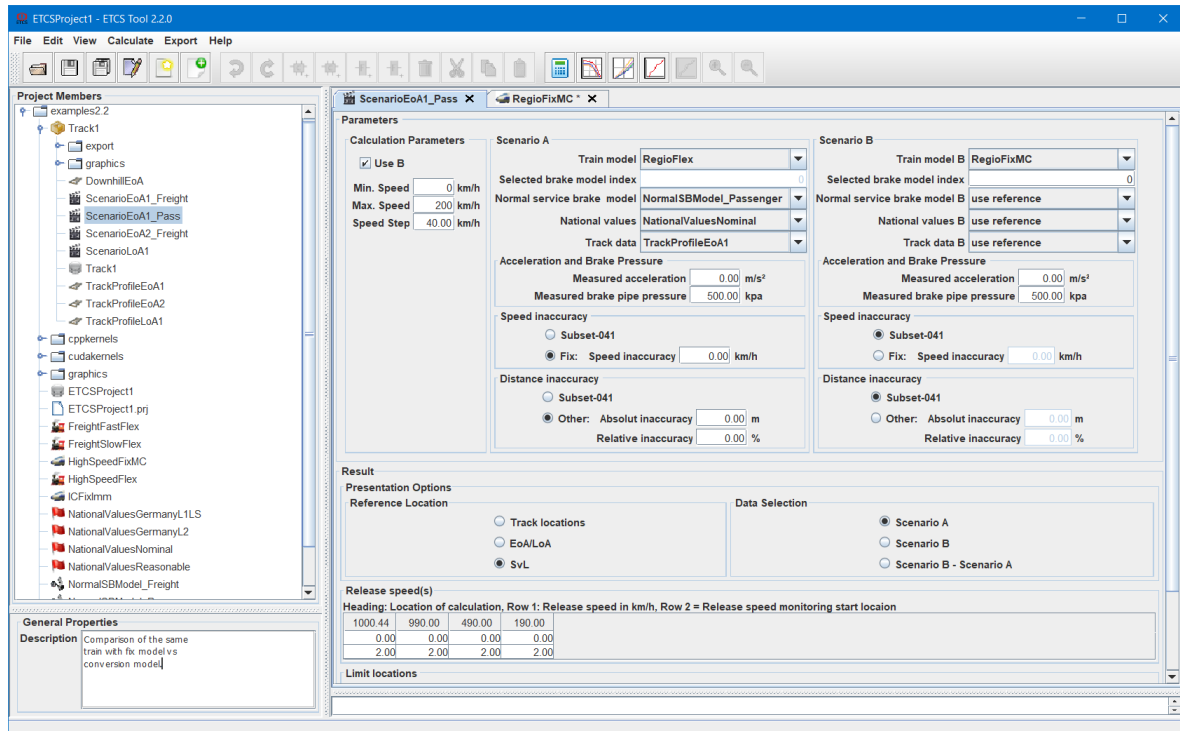 ETCSProject1 - ETCS Tool 2.2.0
File Edit View Calculate Export Help
Project Members
examples2.2
Track1
export
graphics
DownhillEoA
ScenarioEoA1_Freight
ScenarioEoA1_Pass
ScenarioEoA2_Freight
ScenarioLoA1
Track1
TrackProfileEoA1
TrackProfileEoA2
TrackProfileLoA1
cppkernels
cudakernels
graphics
ETCSProject1
ETCSProject1.prj
FreightFastFlex
FreightSlowFlex
HighSpeedFixMC
HighSpeedFlex
ICFixImm
NationalValuesGermanyL1LS
NationalValuesGermanyL2
NationalValuesNominal
NationalValuesReasonable
NormalSBModel_Freight
General Properties
Description Comparison of the same
train with fix model vs
conversion model.
ScenarioEoA1_Pass RegioFixMC *
Parameters
Calculation Parameters
Use B
Min. Speed 0 km/h
Max. Speed 200 km/h
Speed Step 40.00 km/h
Scenario A
Train model RegioFlex
Selected brake model index 0
Normal service brake model NormalSBModel_Passenger
National values NationalValuesNominal
Track data TrackProfileEoA1
Acceleration and Brake Pressure
Measured acceleration 0.00 m/s²
Measured brake pipe pressure 500.00 kpa
Speed inaccuracy
Subset-041
Fix: Speed inaccuracy 0.00 km/h
Distance inaccuracy
Subset-041
Other: Absolut inaccuracy 0.00 m
Relative inaccuracy 0.00 %
Scenario B
Train model B RegioFixMC
Selected brake model index 0
Normal service brake model B use reference
National values B use reference
Track data B use reference
Acceleration and Brake Pressure
Measured acceleration 0.00 m/s²
Measured brake pipe pressure 500.00 kpa
Speed inaccuracy
Subset-041
Fix: Speed inaccuracy 0.00 km/h
Distance inaccuracy
Subset-041
Other: Absolut inaccuracy 0.00 m
Relative inaccuracy 0.00 %
Result
Presentation Options
Reference Location
Track locations
EoA/LoA
SvL
Data Selection
Scenario A
Scenario B
Scenario B - Scenario A
Release speed(s)
Heading: Location of calculation, Row 1: Release speed in km/h, Row 2 = Release speed monitoring start locaion
1000.44 990.00 490.00 190.00
0.00 0.00 0.00 0.00
2.00 2.00 2.00 2.00
Limit locations